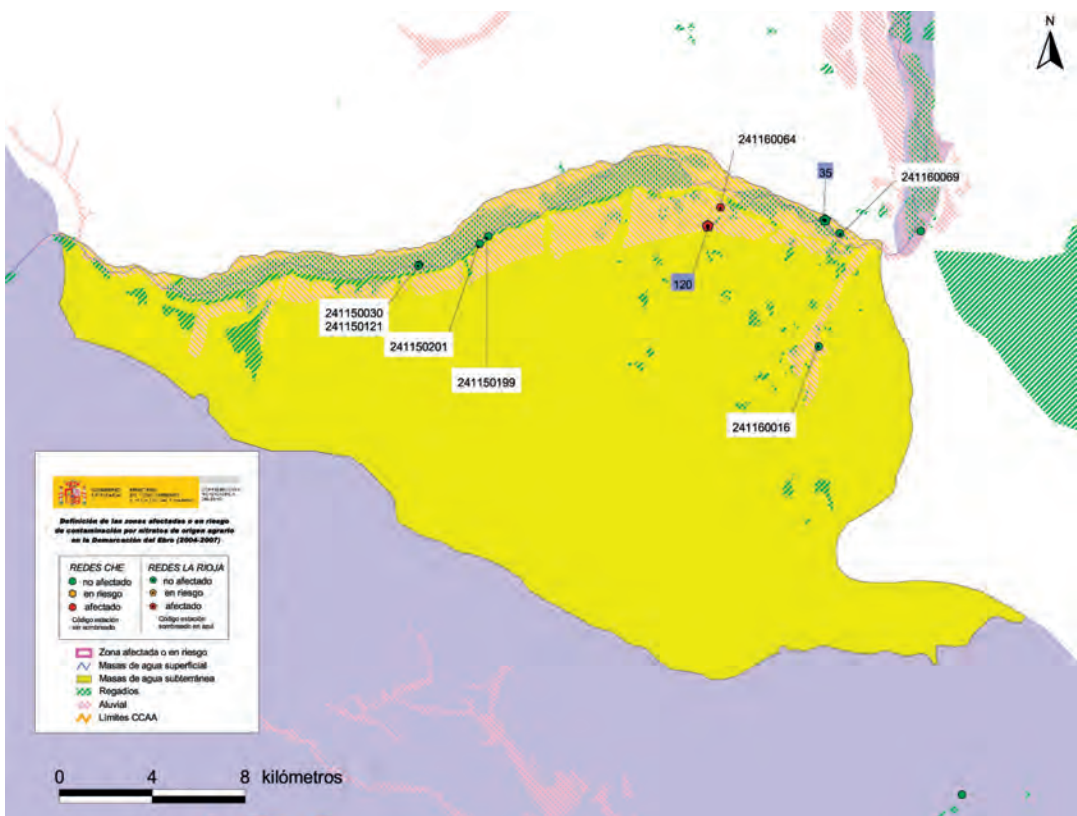 N
241160064
35
241160069
120
241150030
241150121
241150201
241150199
241160016
Definición de las zonas afectadas o en riesgo
de contaminación por nitratos de origen agrario
en la Demarcación del Ebro (2004-2007)
REDES CHE
no afectado
en riesgo
afectado
Código estación
sin sombreado
REDES LA RIOJA
no afectado
en riesgo
afectado
Código estación
sombreado en azul
Zona afectada o en riesgo
Masas de agua superficial
Masas de agua subterránea
Regadíos
Aluvial
Límites CCAA
0 4 8 kilómetros